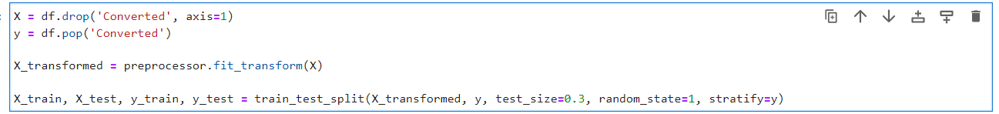 X = df.drop('Converted', axis=1)
y = df.pop('Converted')
X_transformed = preprocessor.fit_transform(X)
X_train, X_test, y_train, y_test = train_test_split(X_transformed, y, test_size=0.3, random_state=1, stratify=y)